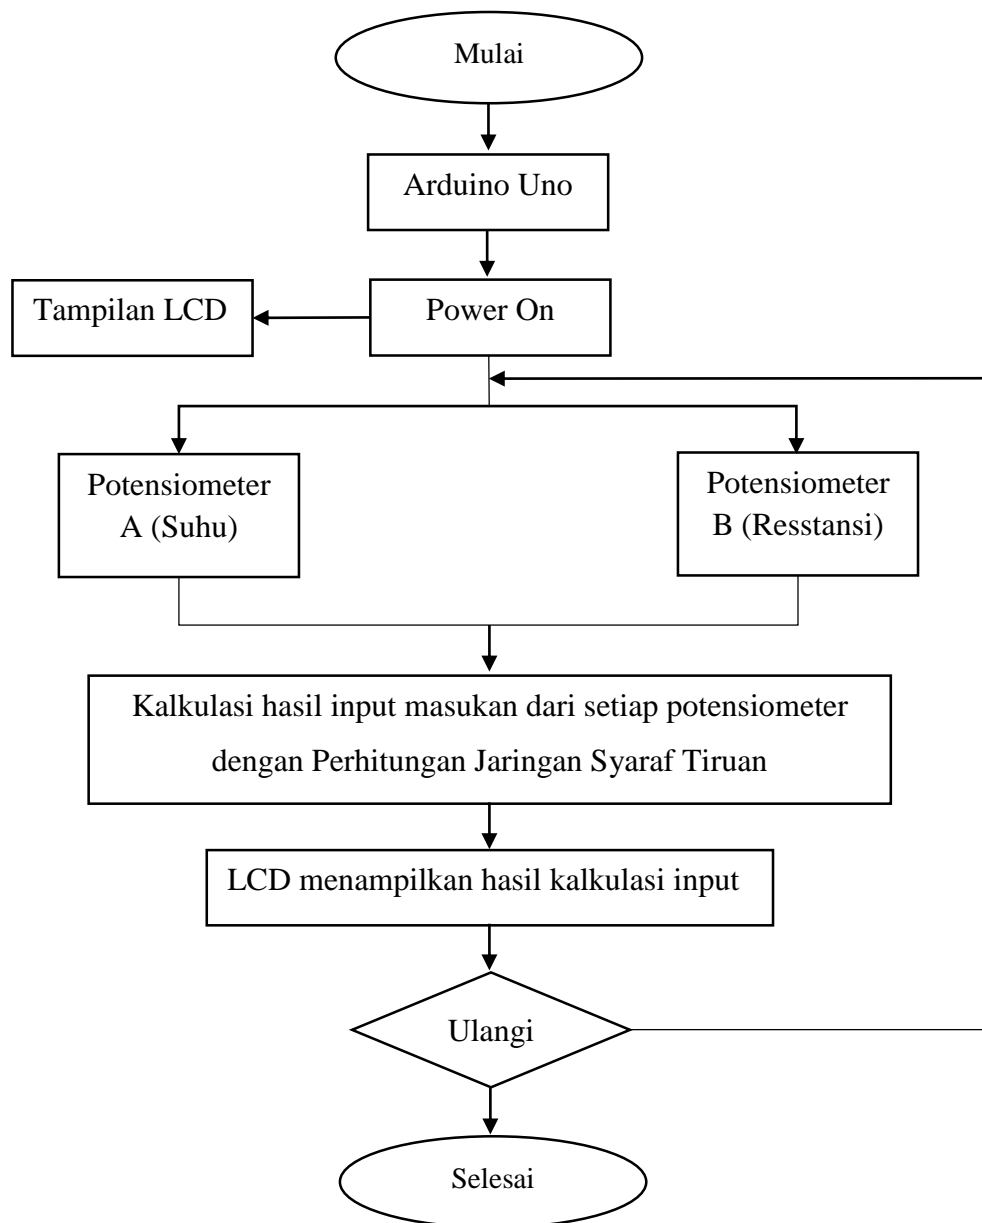 Mulai
Arduino Uno
Tampilan LCD
Power On
Potensiometer
A (Suhu)
Potensiometer
B (Resstansi)
Kalkulasi hasil input masukan dari setiap potensiometer
dengan Perhitungan Jaringan Syaraf Tiruan
LCD menampilkan hasil kalkulasi input
Ulangi
Selesai